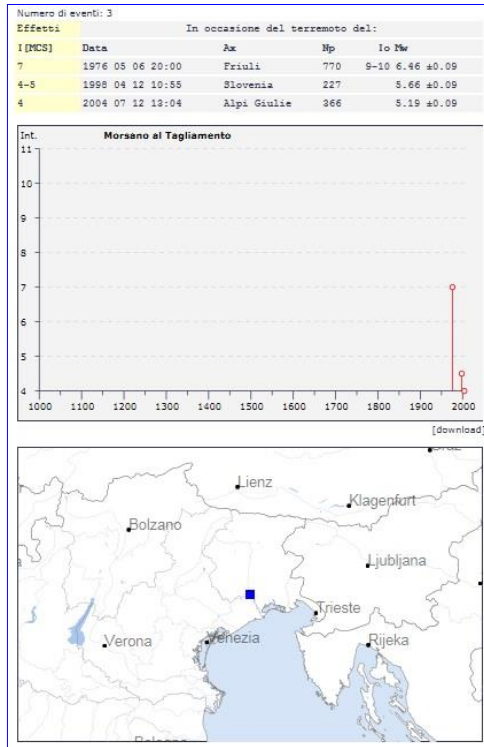 Numero di eventi: 3
Effetti In occasione del terremoto del:
I[MCS] Data Ax Np Io Mw
7 1976 05 06 20:00 Friuli 770 9-10 6.46 ±0.09
4-5 1998 04 12 10:55 Slovenia 227 5.66 ±0.09
4 2004 07 12 13:04 Alpi Giulie 366 5.19 ±0.09
Int. Morsano al Tagliamento
11
10
9
8
7
6
5
4
1000 1100 1200 1300 1400 1500 1600 1700 1800 1900 2000
[download]
Lienz
Klagenfurt
Bolzano
Ljubljana
Trieste
Verona
Venezia
Rijeka